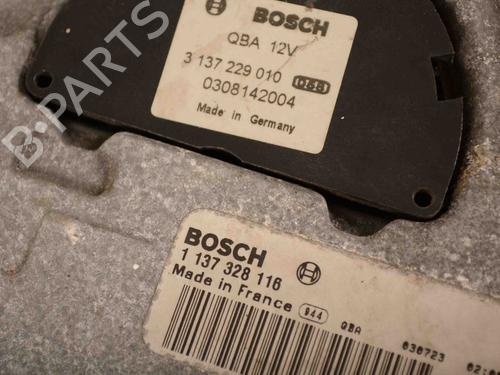 BOSCH
QBA 12V
3 137 229 010
0308142004
Made in Germany
B-PARTS
BOSCH
1 137 328 116
Made in France 944 QBA 030723